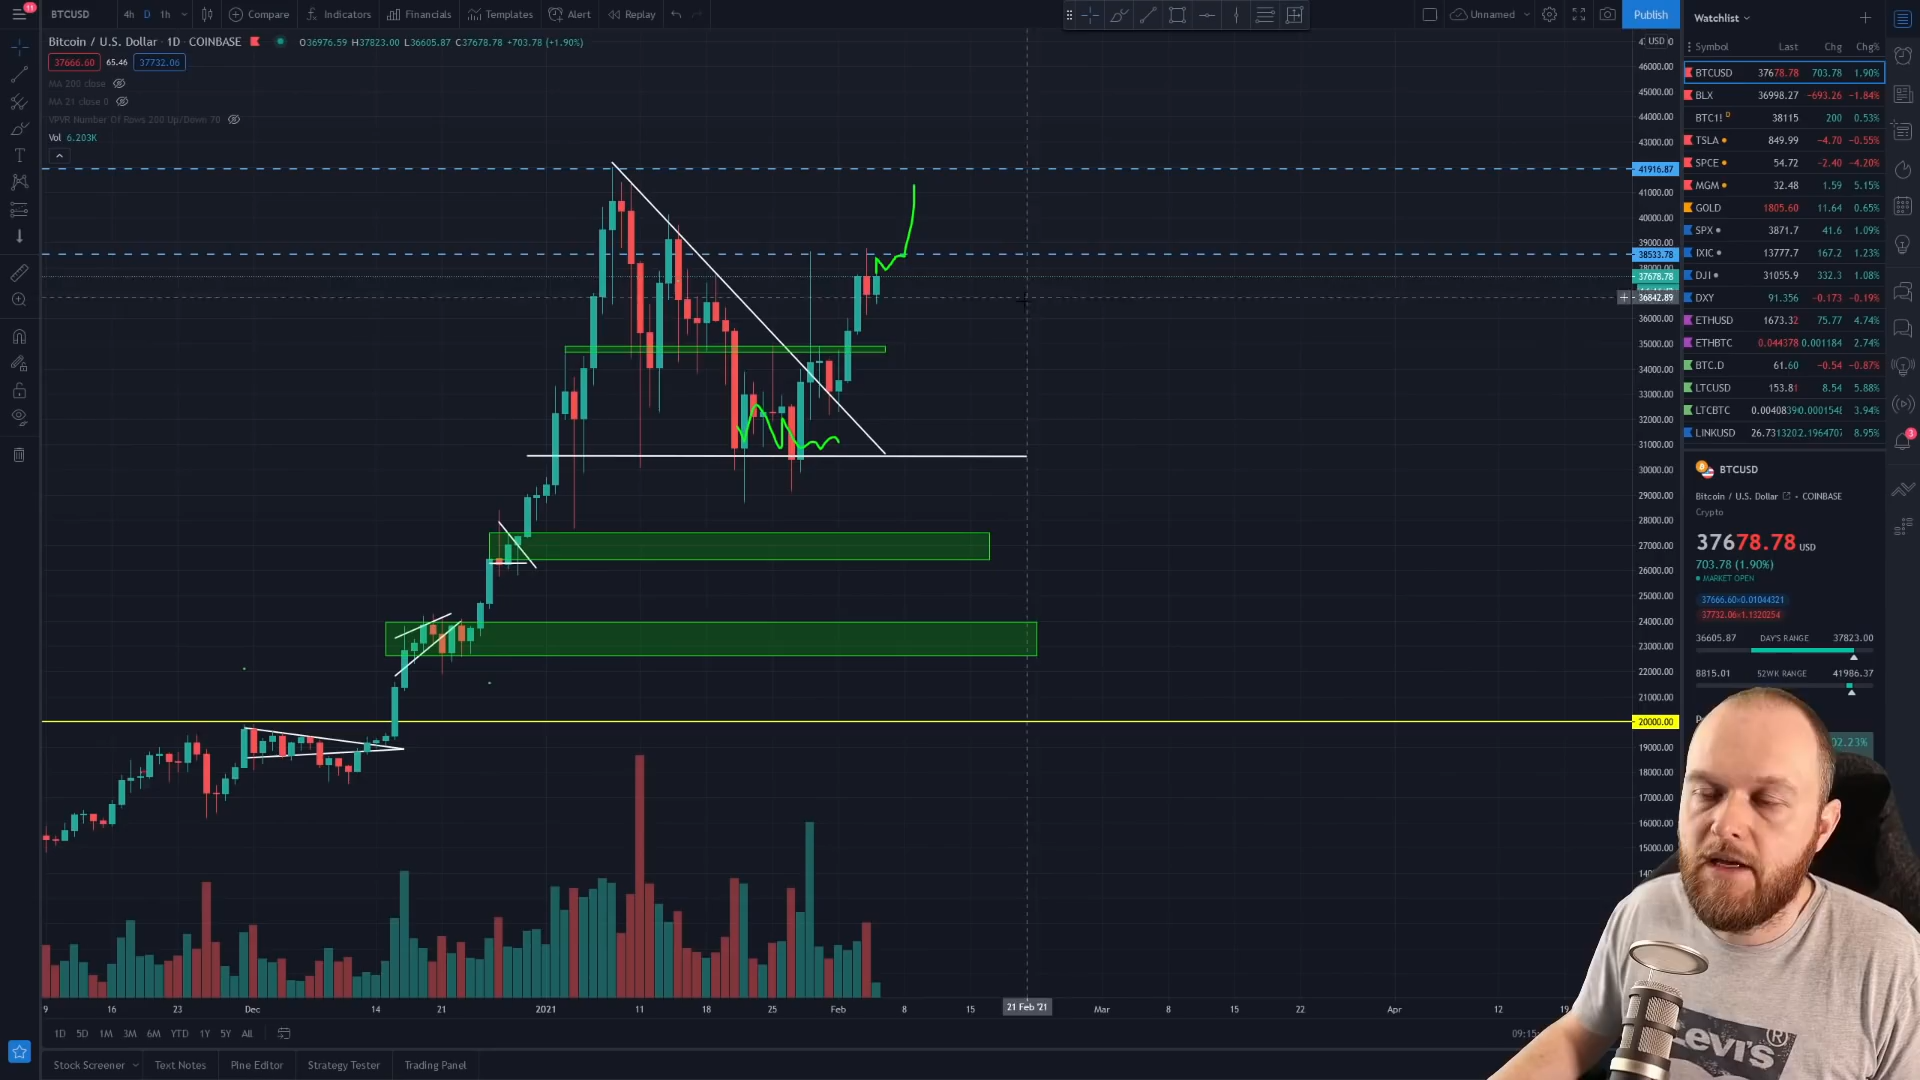 11
BTCUSD 4h D 1h Compare Indicators Financials Templates Alert Replay Unnamed Publish
Bitcoin / U.S. Dollar · 1D · COINBASE O36976.59 H37823.00 L36605.87 C37678.78 +703.78 (+1.90%)
37666.60 65.46 37732.06
MA 200 close
MA 21 close 0
VPVR Number Of Rows 200 Up/Down 70
Vol 6.203K
USD
46000.00
45000.00
44000.00
43000.00
41916.87
41000.00
40000.00
39000.00
38533.78
37678.78
36842.89
36000.00
35000.00
34000.00
33000.00
32000.00
31000.00
30000.00
29000.00
28000.00
27000.00
26000.00
25000.00
24000.00
23000.00
22000.00
21000.00
20000.00
19000.00
18000.00
17000.00
16000.00
15000.00
9 16 23 Dec 14 21 2021 11 18 25 Feb 8 15 21 Feb '21 Mar 8 15 22 Apr 12 19
1D 5D 1M 3M 6M YTD 1Y 5Y All
Stock Screener Text Notes Pine Editor Strategy Tester Trading Panel
Watchlist
Symbol Last Chg Chg%
BTCUSD 37678.78 703.78 1.90%
BLX 36998.27 −693.26 −1.84%
BTC1! D 38115 200 0.53%
TSLA 849.99 −4.70 −0.55%
SPCE 54.72 −2.40 −4.20%
MGM 32.48 1.59 5.15%
GOLD 1805.60 11.64 0.65%
SPX 3871.7 41.6 1.09%
IXIC 13777.7 167.2 1.23%
DJI 31055.9 332.3 1.08%
DXY 91.356 −0.173 −0.19%
ETHUSD 1673.32 75.77 4.74%
ETHBTC 0.044378 0.001184 2.74%
BTC.D 61.60 −0.54 −0.87%
LTCUSD 153.81 8.54 5.88%
LTCBTC 3.94%
LINKUSD 8.95%
3
BTCUSD
Bitcoin / U.S. Dollar · COINBASE
Crypto
37678.78 USD
703.78 (1.90%)
MARKET OPEN
37666.60×0.01044321
37732.06×1.1320254
36605.87 DAY'S RANGE 37823.00
8815.01 52WK RANGE 41986.37
Levi's ®